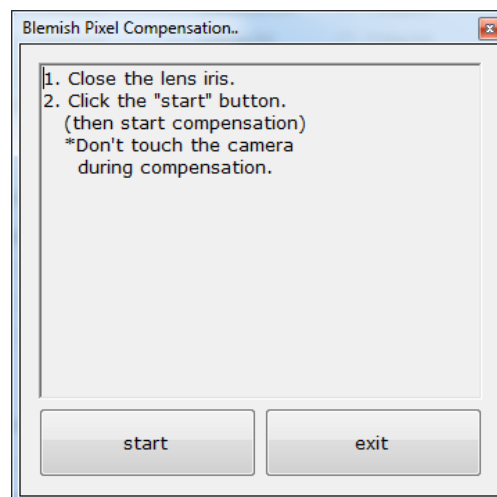 Blemish Pixel Compensation..
1. Close the lens iris.
2. Click the "start" button.
(then start compensation)
*Don't touch the camera
during compensation.
start
exit